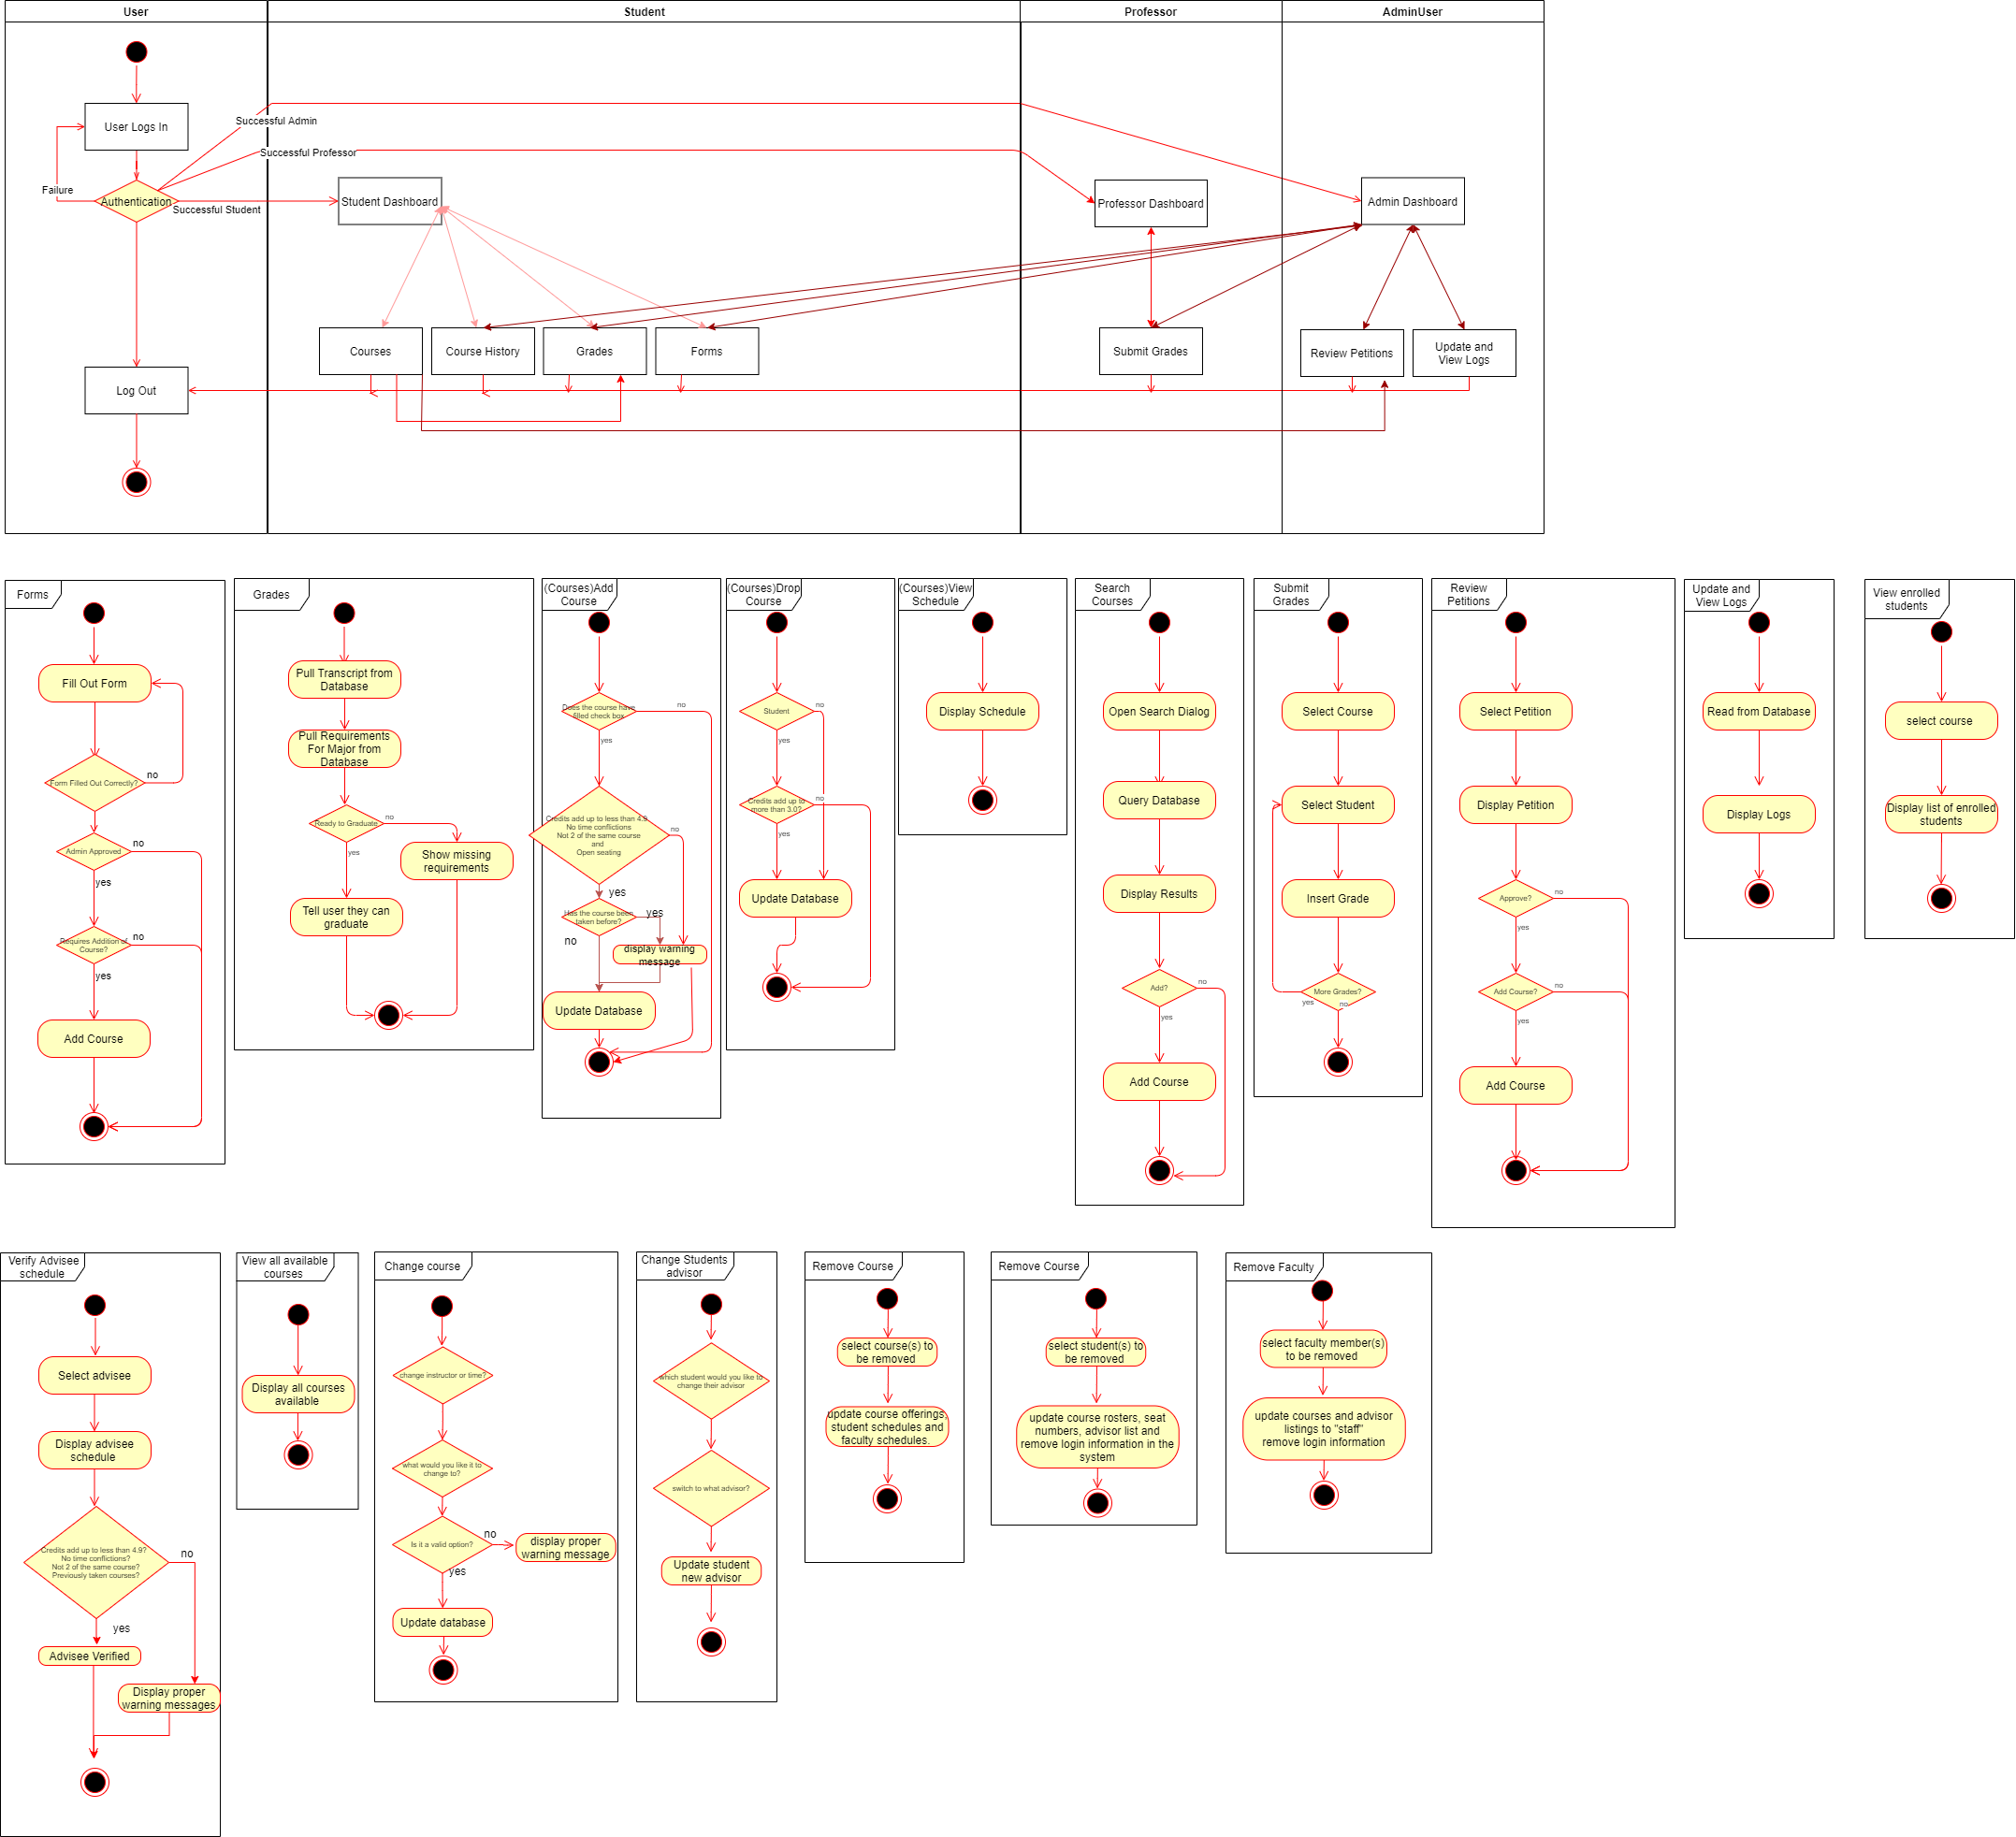 User
Student
Professor
AdminUser
User Logs In
Successful Admin
Successful Professor
Failure
Authentication
Successful Student
Student Dashboard
Professor Dashboard
Admin Dashboard
Courses
Course History
Grades
Forms
Submit Grades
Review Petitions
Update and
View Logs
Log Out
Forms
Fill Out Form
Form Filled Out Correctly?
no
Admin Approved
no
yes
Requires Addition of
Course?
no
yes
Add Course
Grades
Pull Transcript from
Database
Pull Requirements
For Major from
Database
Ready to Graduate
no
yes
Show missing
requirements
Tell user they can
graduate
(Courses)Add
Course
Does the course have
filled check box
no
yes
Credits add up to less than 4.9
No time conflictions
Not 2 of the same course
and
Open seating
no
yes
Has the course been
taken before?
yes
no
display warning
message
Update Database
(Courses)Drop
Course
Student
no
yes
Credits add up to
more than 3.0?
no
yes
Update Database
(Courses)View
Schedule
Display Schedule
Search
Courses
Open Search Dialog
Query Database
Display Results
Add?
no
yes
Add Course
Submit
Grades
Select Course
Select Student
Insert Grade
More Grades?
yes
no
Review
Petitions
Select Petition
Display Petition
Approve?
no
yes
Add Course?
no
yes
Add Course
Update and
View Logs
Read from Database
Display Logs
View enrolled
students
select course
Display list of enrolled
students
Verify Advisee
schedule
Select advisee
Display advisee
schedule
Credits add up to less than 4.9?
No time conflictions?
Not 2 of the same course?
Previously taken courses?
no
yes
Advisee Verified
Display proper
warning messages
View all available
courses
Display all courses
available
Change course
change instructor or time?
what would you like it to
change to?
Is it a valid option?
no
yes
display proper
warning message
Update database
Change Students
advisor
which student would you like to
change their advisor
switch to what advisor?
Update student
new advisor
Remove Course
select course(s) to
be removed
update course offerings,
student schedules and
faculty schedules.
Remove Course
select student(s) to
be removed
update course rosters, seat
numbers, advisor list and
remove login information in the
system
Remove Faculty
select faculty member(s)
to be removed
update courses and advisor
listings to "staff"
remove login information